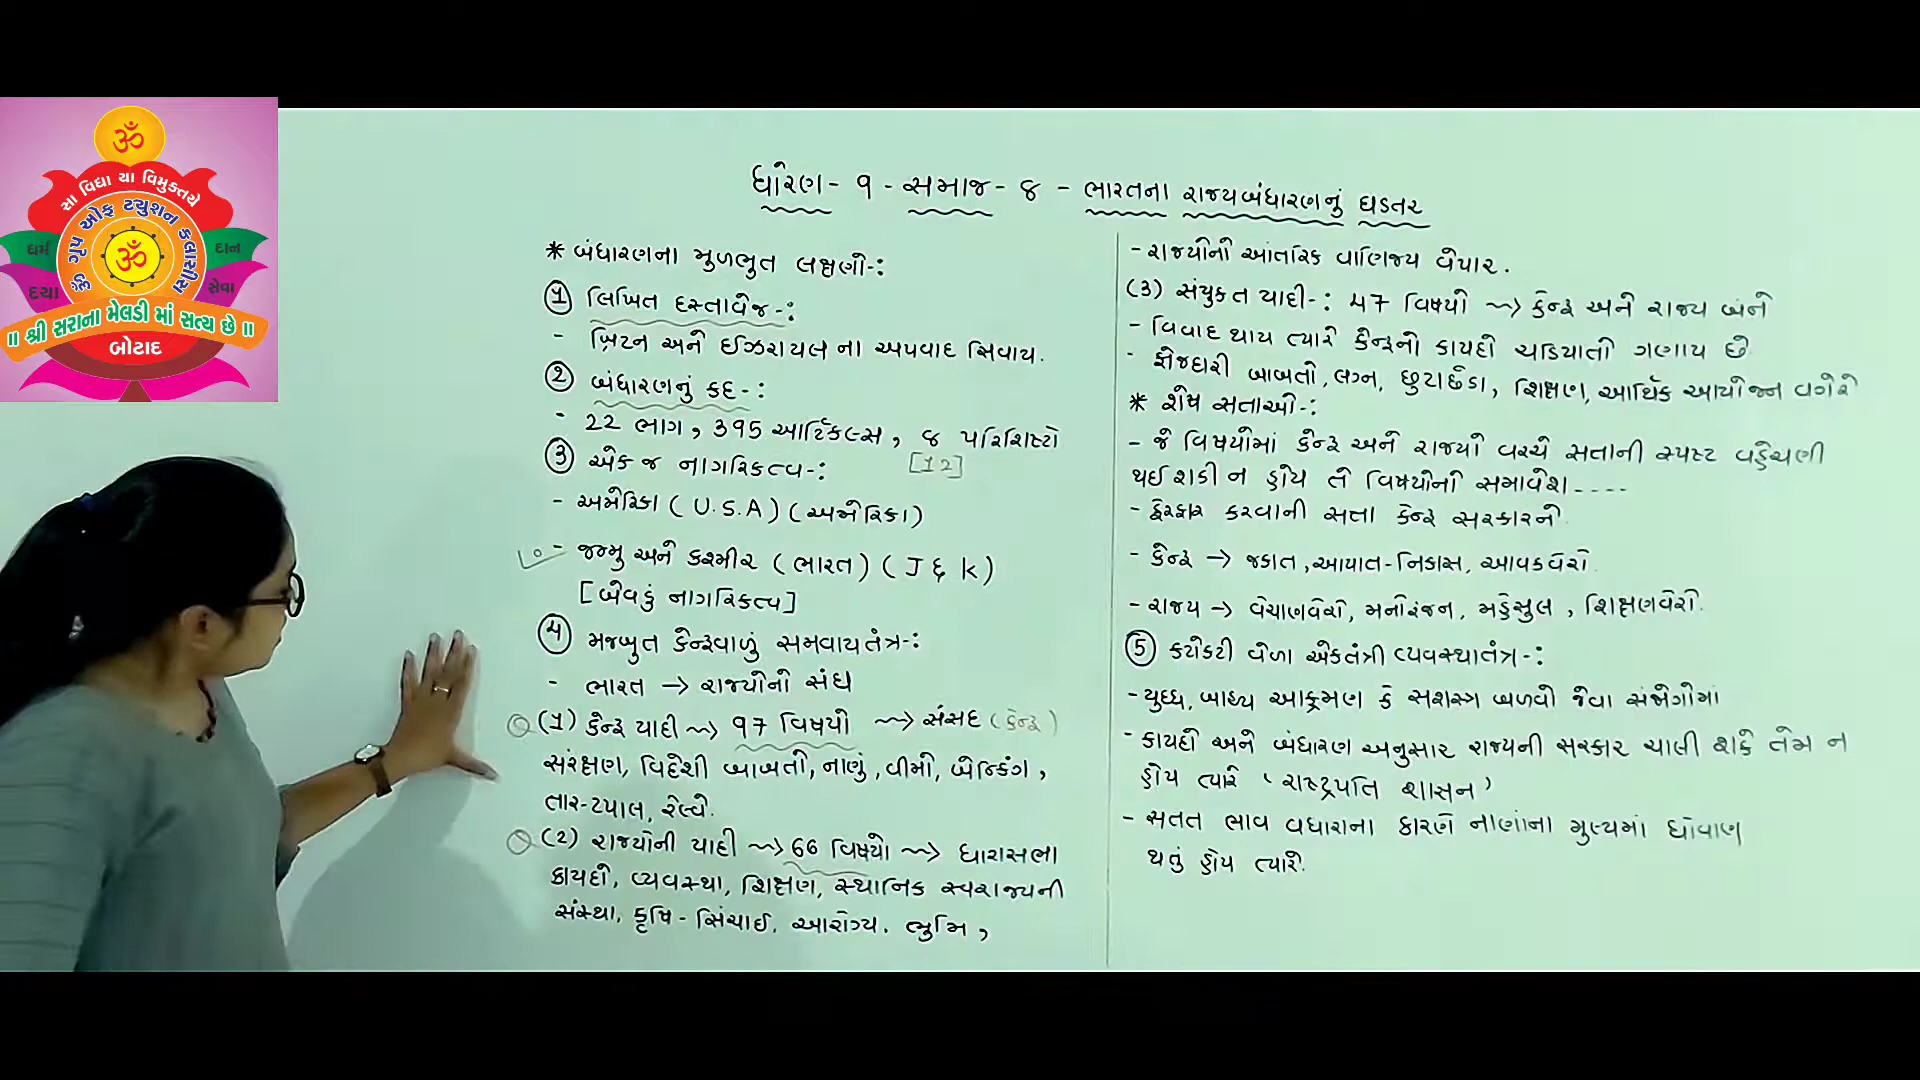 ૐ
સા વિદ્યા યા વિમુક્તયે
ગ્રુપ ઓફ ટ્યુશન ક્લાસીસ
ૐ
ધર્મ
દાન
દયા
સેવા
॥ શ્રી સરાના મેલડી માં સત્ય છે ॥
બોટાદ
ધોરણ - ૧ - સમાજ - ૪ - ભારતના રાજ્યબંધારણનું ઘડતર
* બંધારણના મુળભુત લક્ષણો-:
① લિખિત દસ્તાવેજ-:
- બ્રિટન અને ઈઝરાયલ ના અપવાદ સિવાય.
② બંધારણનું કદ-:
- 22 ભાગ, 395 આર્ટિકલ્સ, ૪ પરિશિષ્ટો
[12]
③ એક જ નાગરિકત્વ-:
- અમેરિકા (U.S.A) (અમેરિકા)
- જમ્મુ અને કશ્મીર (ભારત) (J & K)
[બેવડું નાગરિકત્વ]
④ મજબુત કેન્દ્રવાળું સમવાયતંત્ર-:
- ભારત → રાજ્યોનો સંઘ
(૧) કેન્દ્ર યાદી ⟿ 97 વિષયો ⟿ સંસદ (કેન્દ્ર)
સંરક્ષણ, વિદેશી બાબતો, નાણું, વીમો, બેન્કિંગ,
તાર-ટપાલ, રેલ્વે.
(2) રાજ્યોની યાદી ⟿ 66 વિષયો ⟿ ધારાસભા
કાયદો, વ્યવસ્થા, શિક્ષણ, સ્થાનિક સ્વરાજ્યની
સંસ્થા, કૃષિ - સિંચાઈ, આરોગ્ય. ભુમિ,
- રાજ્યોનો આંતરિક વાણિજ્ય વેપાર.
(3) સંયુકત યાદી-: 47 વિષયો ⟿ કેન્દ્ર અને રાજ્ય બંને
- વિવાદ થાય ત્યારે કેન્દ્રનો કાયદો ચડિયાતો ગણાય છે
- ફોજદારી બાબતો, લગ્ન, છુટાછેડા, શિક્ષણ, આર્થિક આયોજન વગેરે
* શેષ સત્તાઓ-:
- જે વિષયોમાં કેન્દ્ર અને રાજ્યો વચ્ચે સત્તાની સ્પષ્ટ વહેંચણી
થઈ શકી ન હોય તે વિષયોનો સમાવેશ....
- ફેરફાર કરવાની સત્તા કેન્દ્ર સરકારને
- કેન્દ્ર → જકાત, આયાત-નિકાસ, આવકવેરો.
- રાજ્ય → વેચાણવેરો, મનોરંજન, મહેસુલ, શિક્ષણવેરો.
⑤ કટોકટી વેળા એકતંત્રી વ્યવસ્થાતંત્ર-:
- યુદ્ધ, બાહ્ય આક્રમણ કે સશસ્ત્ર બળવો જેવા સંજોગોમાં
- કાયદો અને બંધારણ અનુસાર રાજ્યની સરકાર ચાલી શકે તેમ ન
હોય ત્યારે 'રાષ્ટ્રપતિ શાસન'
- સતત ભાવ વધારાના કારણે નાણાંના મુલ્યમાં ધોવાણ
થતું હોય ત્યારે.